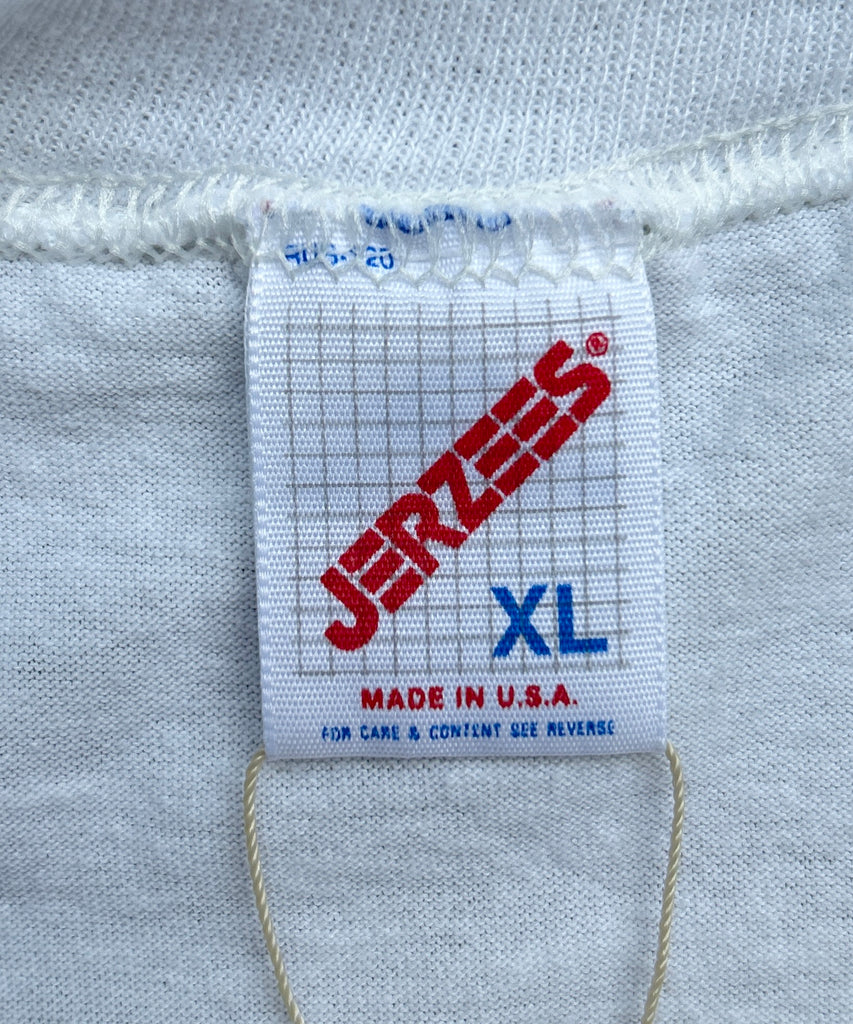 JERZEES®
XL
MADE IN U.S.A.
FOR CARE & CONTENT SEE REVERSE